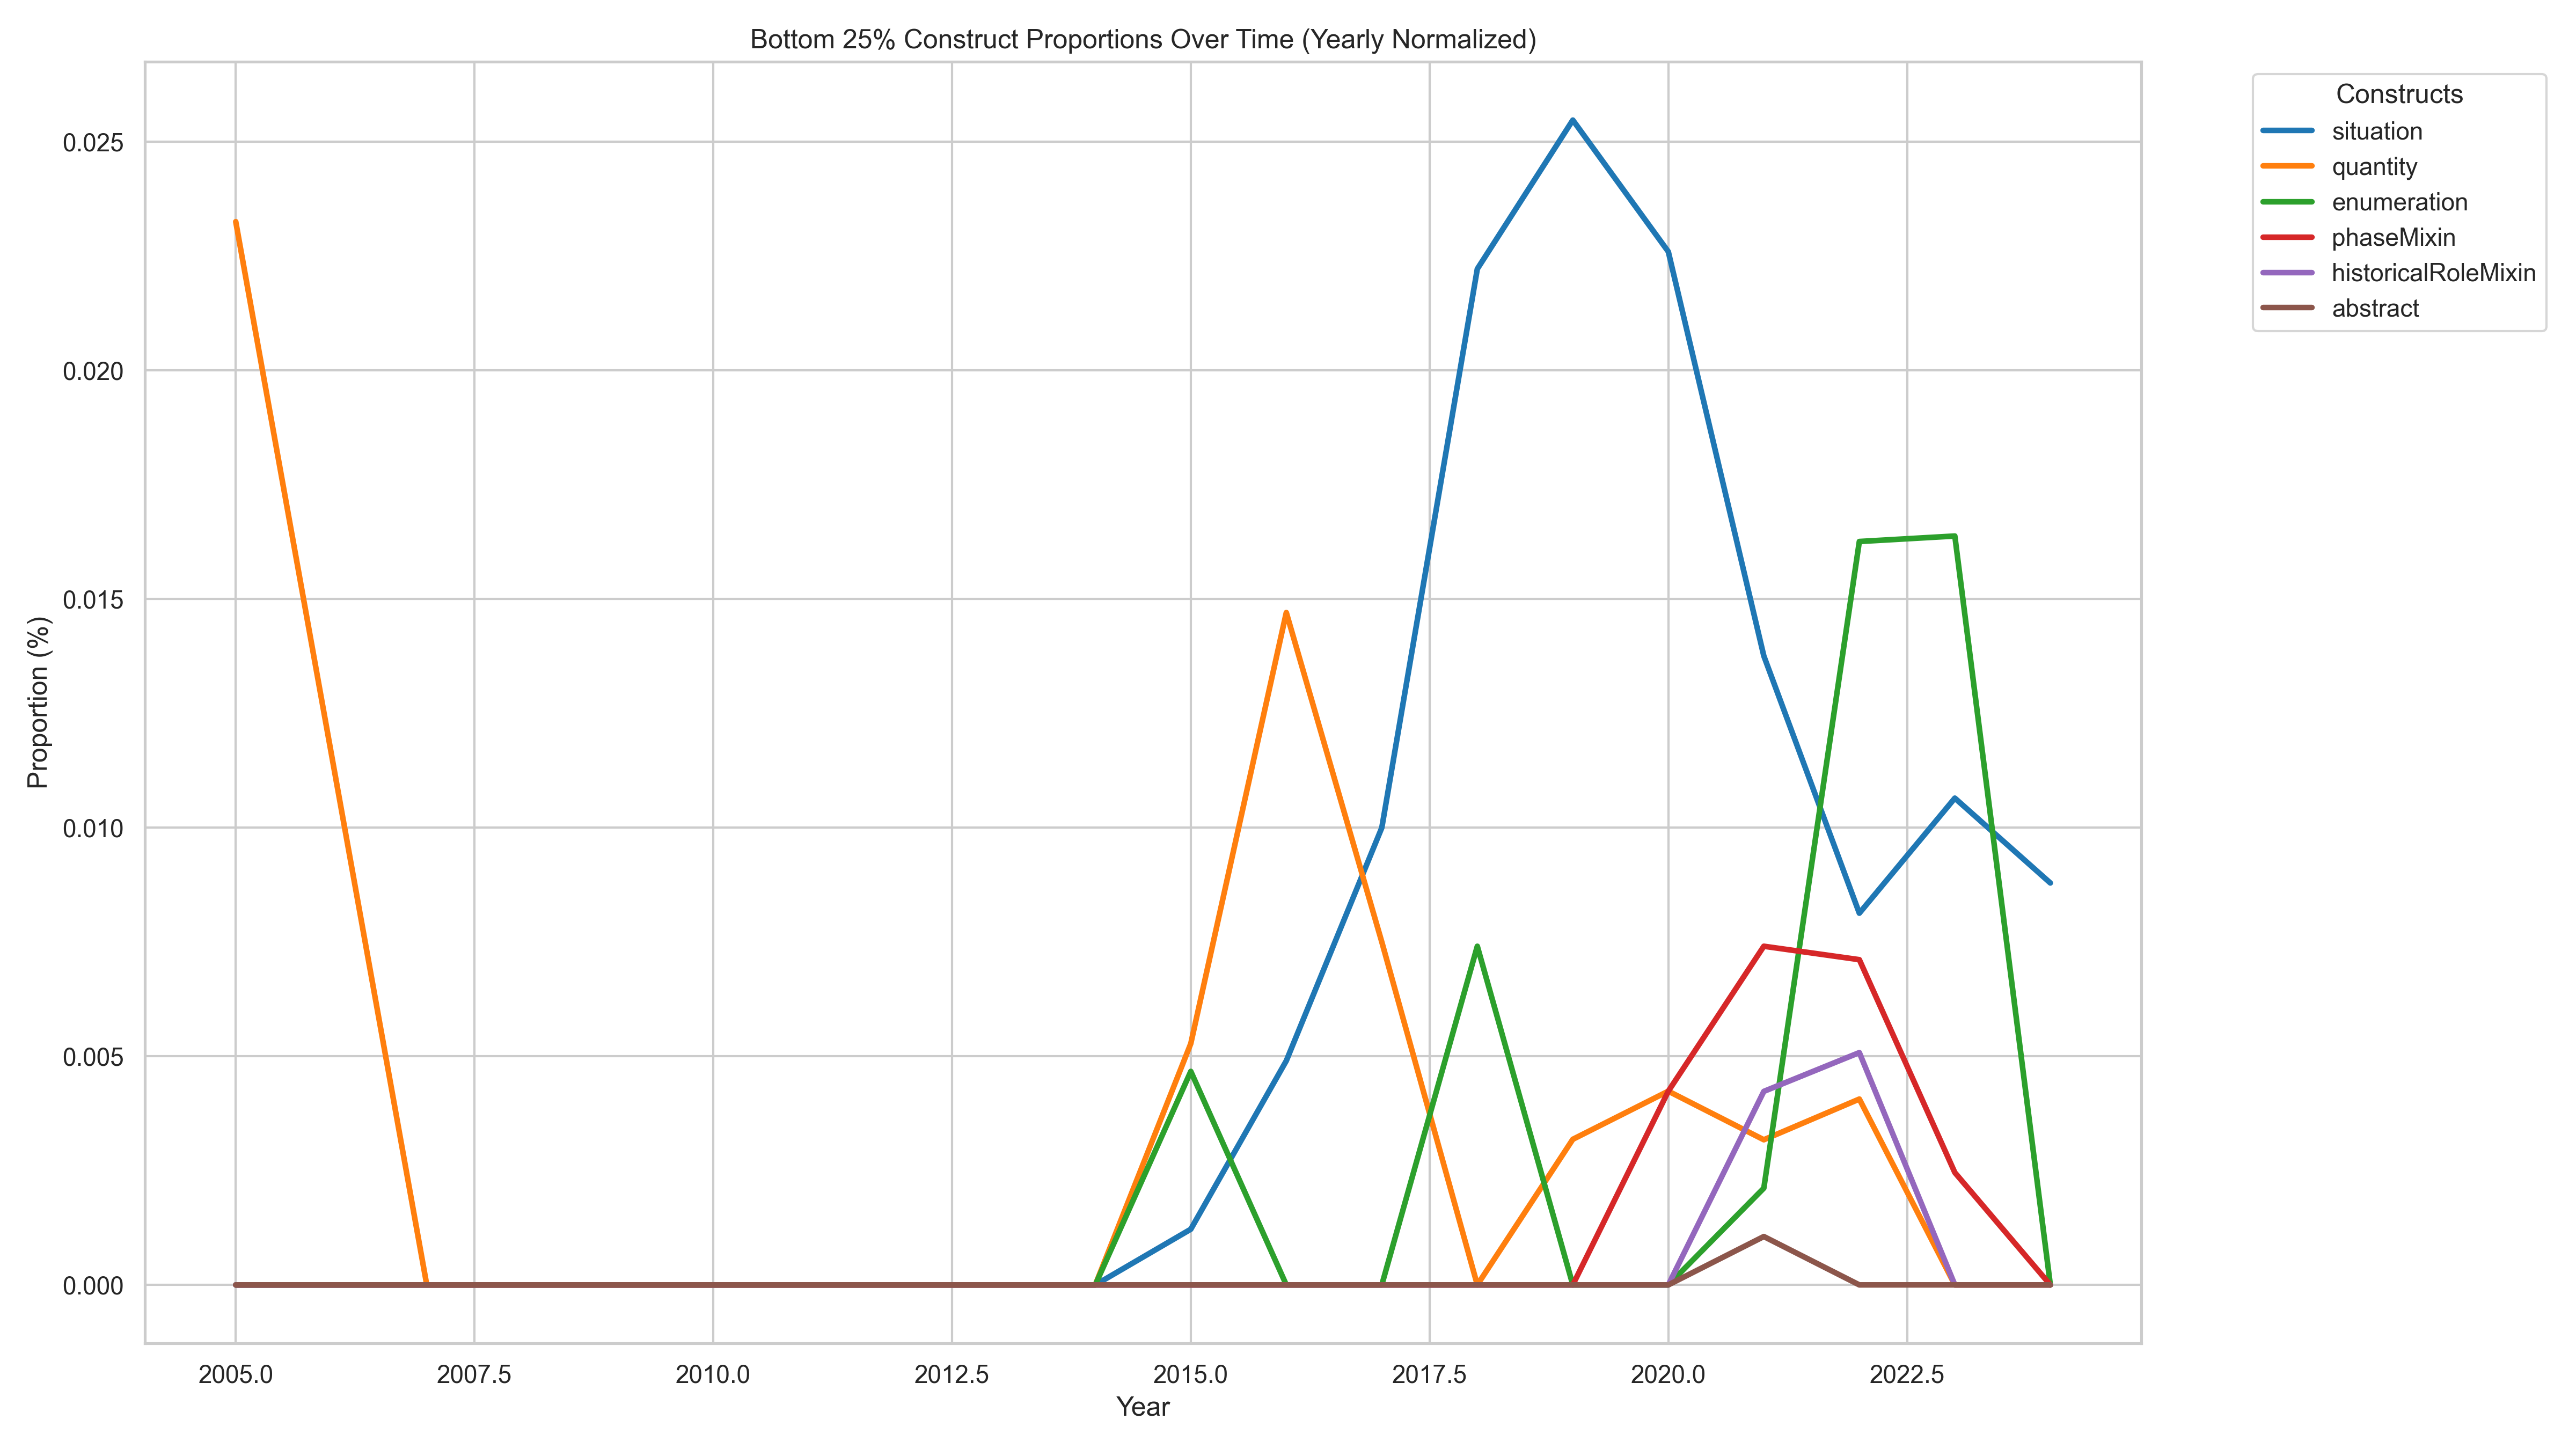 Bottom 25% Construct Proportions Over Time (Yearly Normalized)
Constructs
situation
quantity
enumeration
phaseMixin
historicalRoleMixin
abstract
Proportion (%)
0.025
0.020
0.015
0.010
0.005
0.000
2005.0 2007.5 2010.0 2012.5 2015.0 2017.5 2020.0 2022.5
Year